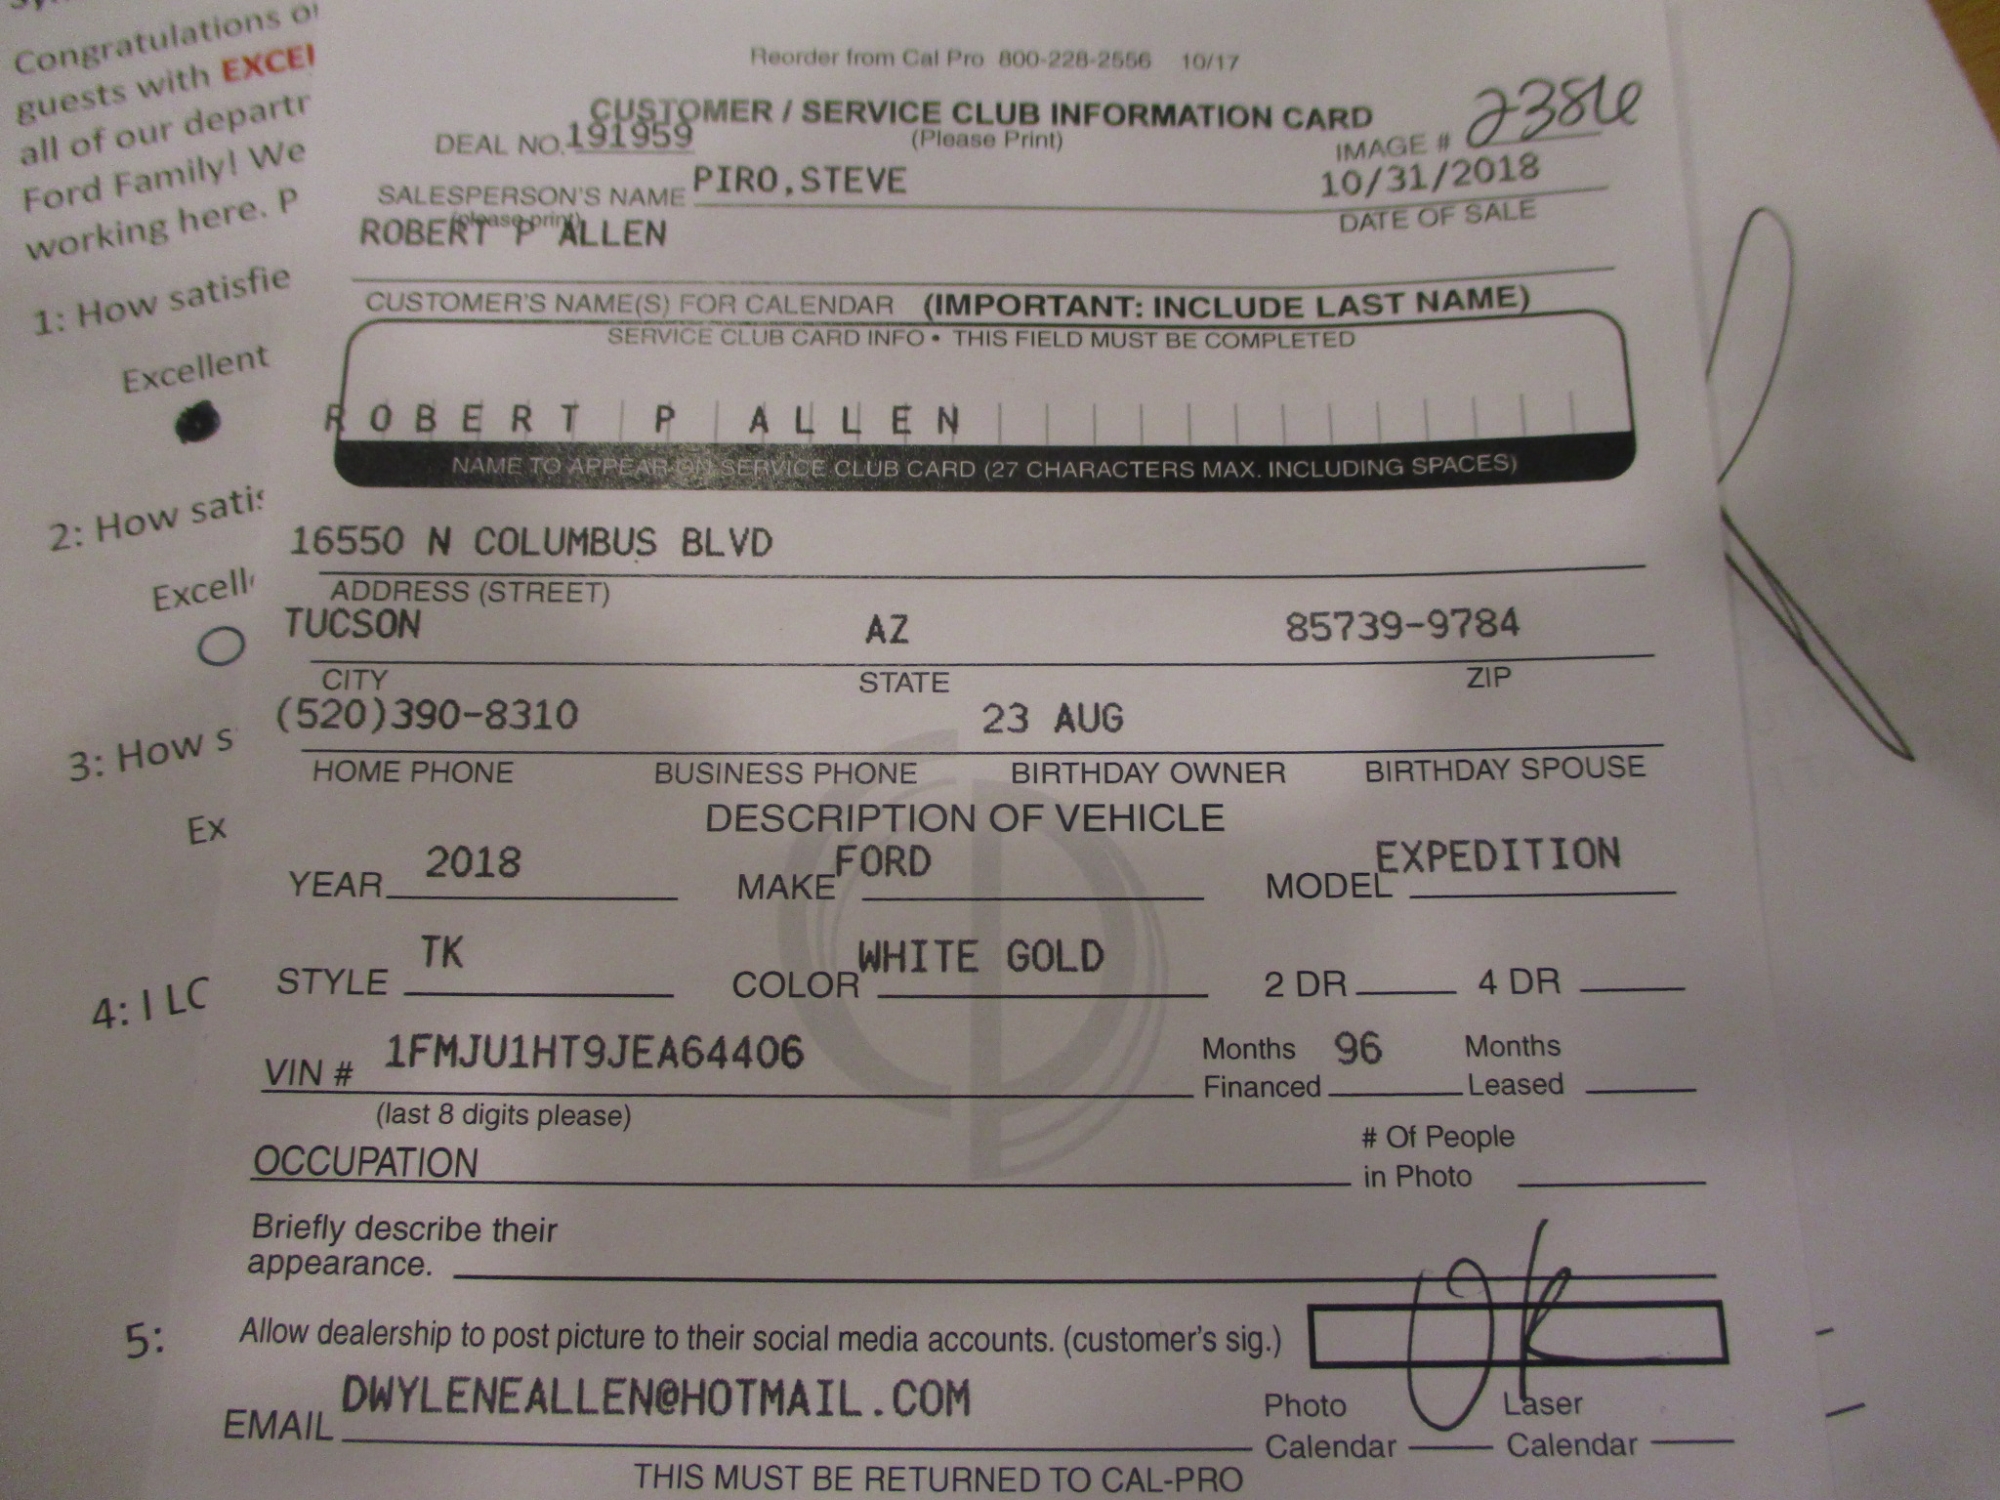 Congratulations o
guests with EXCEL
all of our departr
Ford Family! We
working here. P
1: How satisfie
Excellent
2: How satis
Excell
3: How s
Ex
4: I LO
5:
Reorder from Cal Pro 800-228-2556 10/17
CUSTOMER / SERVICE CLUB INFORMATION CARD
(Please Print)
DEAL NO. 191959
IMAGE # 2386
SALESPERSON'S NAME PIRO,STEVE 10/31/2018
(please print) DATE OF SALE
ROBERT P ALLEN
CUSTOMER'S NAME(S) FOR CALENDAR (IMPORTANT: INCLUDE LAST NAME)
SERVICE CLUB CARD INFO • THIS FIELD MUST BE COMPLETED
ROBERT P ALLEN
NAME TO APPEAR ON SERVICE CLUB CARD (27 CHARACTERS MAX. INCLUDING SPACES)
16550 N COLUMBUS BLVD
ADDRESS (STREET)
TUCSON AZ 85739-9784
CITY STATE ZIP
(520)390-8310 23 AUG
HOME PHONE BUSINESS PHONE BIRTHDAY OWNER BIRTHDAY SPOUSE
DESCRIPTION OF VEHICLE
YEAR 2018 MAKE FORD MODEL EXPEDITION
STYLE TK COLOR WHITE GOLD 2 DR 4 DR
VIN # 1FMJU1HT9JEA64406 Months Financed 96 Months Leased
(last 8 digits please)
OCCUPATION # Of People in Photo
Briefly describe their
appearance.
Allow dealership to post picture to their social media accounts. (customer's sig.)
EMAIL DWYLENEALLEN@HOTMAIL.COM Photo Calendar Laser Calendar
THIS MUST BE RETURNED TO CAL-PRO